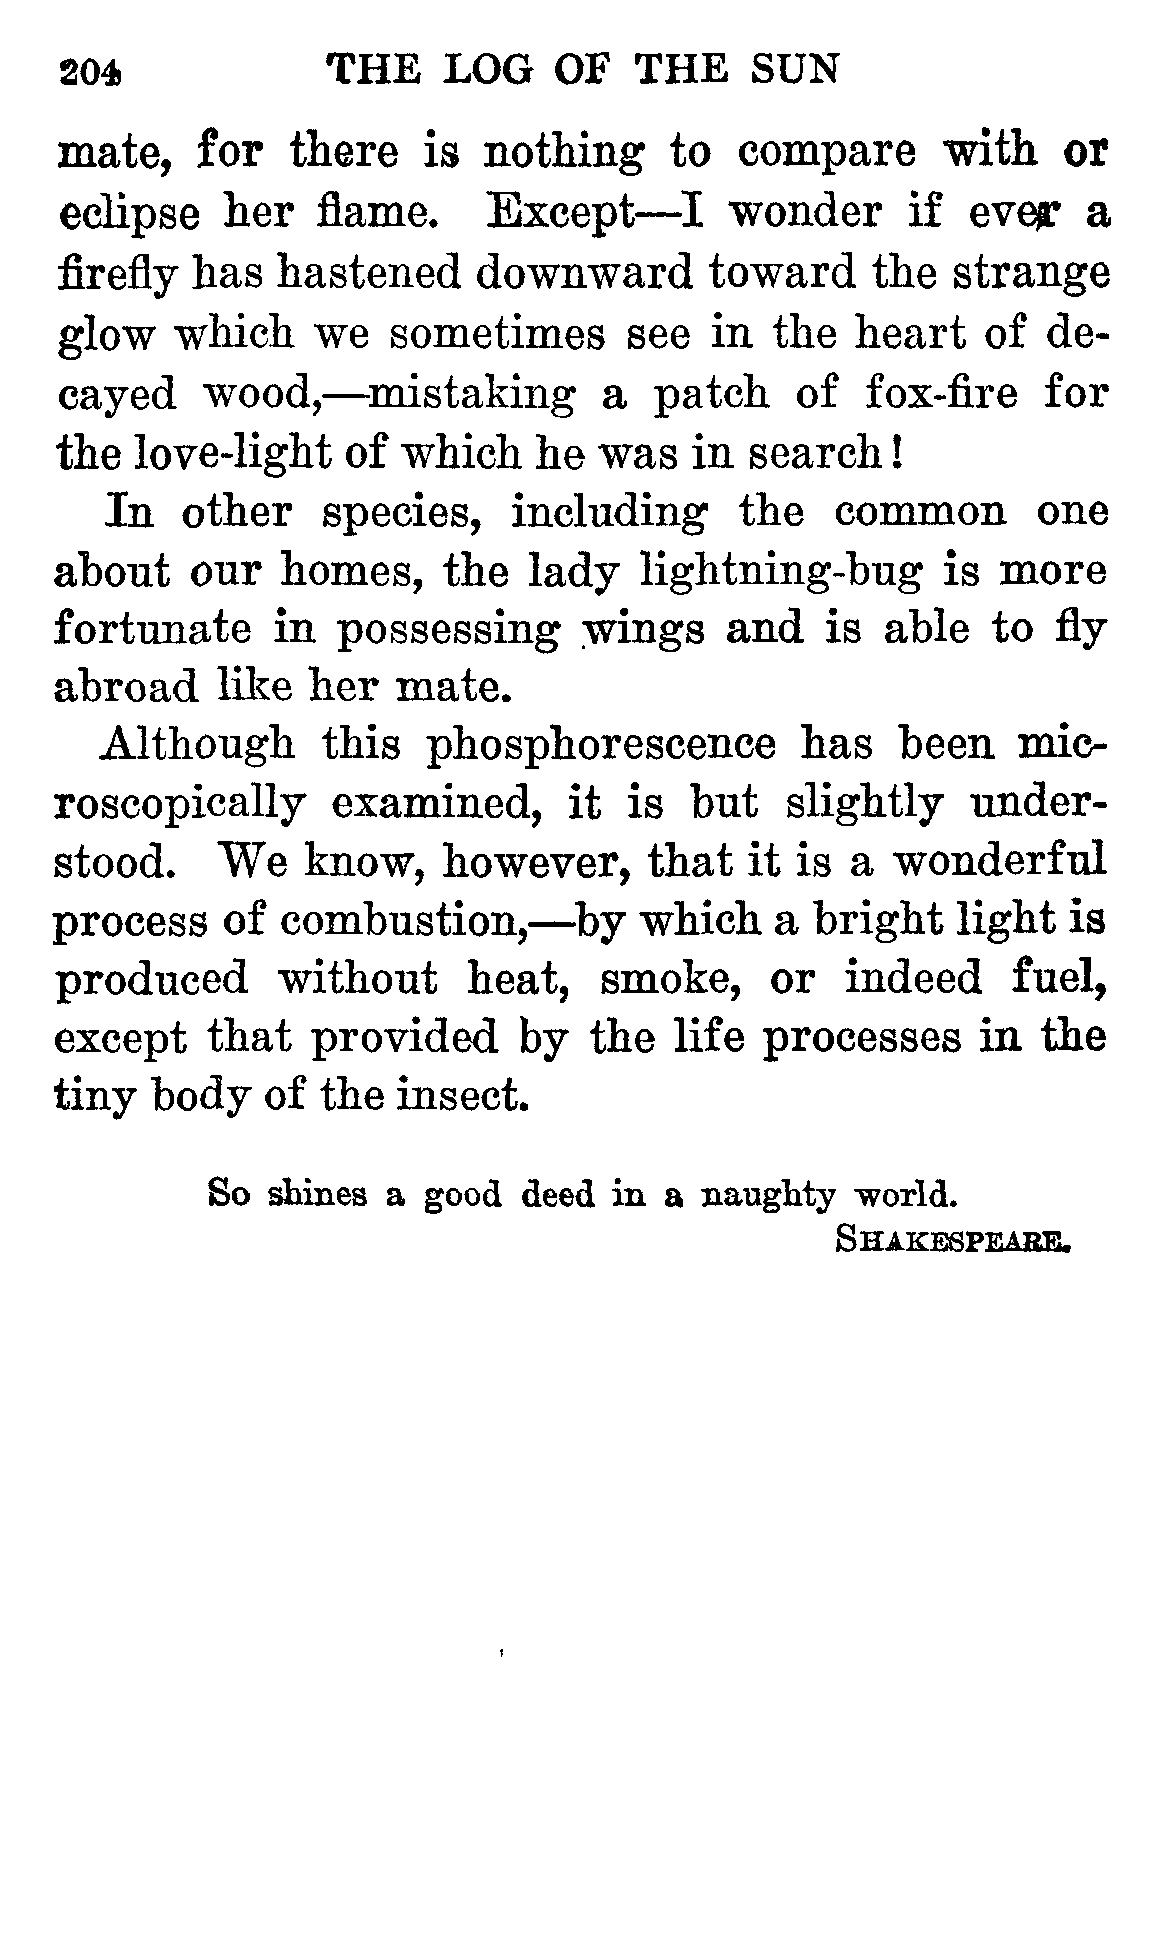 204 THE LOG OF THE SUN
mate, for there is nothing to compare with or
eclipse her flame. Except—I wonder if ever a
firefly has hastened downward toward the strange
glow which we sometimes see in the heart of de-
cayed wood,—mistaking a patch of fox-fire for
the love-light of which he was in search!
In other species, including the common one
about our homes, the lady lightning-bug is more
fortunate in possessing wings and is able to fly
abroad like her mate.
Although this phosphorescence has been mic-
roscopically examined, it is but slightly under-
stood. We know, however, that it is a wonderful
process of combustion,—by which a bright light is
produced without heat, smoke, or indeed fuel,
except that provided by the life processes in the
tiny body of the insect.
So shines a good deed in a naughty world.
SHAKESPEARE.